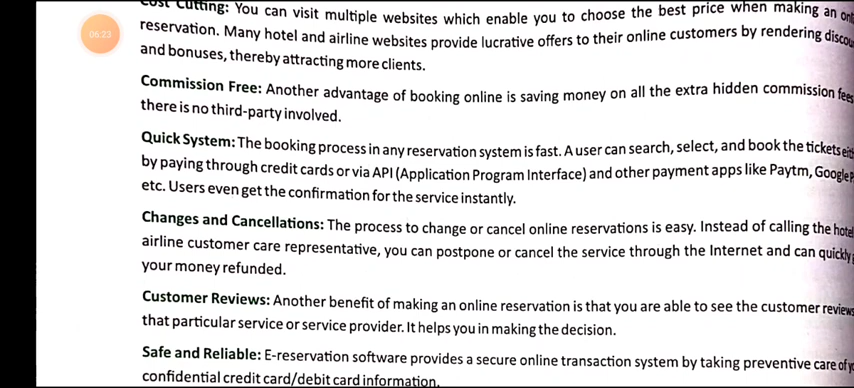 Cost Cutting: You can visit multiple websites which enable you to choose the best price when making an
reservation. Many hotel and airline websites provide lucrative offers to their online customers by rendering
and bonuses, thereby attracting more clients.
06:23
Commission Free: Another advantage of booking online is saving money on all the extra hidden commission fees
there is no third-party involved.
Quick System: The booking process in any reservation system is fast. A user can search, select, and book the tickets
by paying through credit cards or via API (Application Program Interface) and other payment apps like Paytm, Google
etc. Users even get the confirmation for the service instantly.
Changes and Cancellations: The process to change or cancel online reservations is easy. Instead of calling the hotel
airline customer care representative, you can postpone or cancel the service through the Internet and can quickly
your money refunded.
Customer Reviews: Another benefit of making an online reservation is that you are able to see the customer reviews
that particular service or service provider. It helps you in making the decision.
Safe and Reliable: E-reservation software provides a secure online transaction system by taking preventive care of
confidential credit card/debit card information.